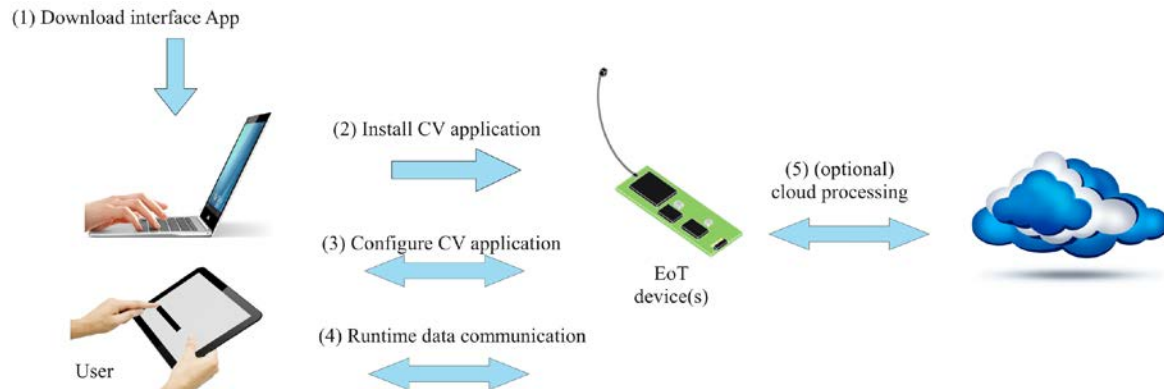 (1) Download interface App
(2) Install CV application
(3) Configure CV application
(4) Runtime data communication
User
EoT
device(s)
(5) (optional)
cloud processing